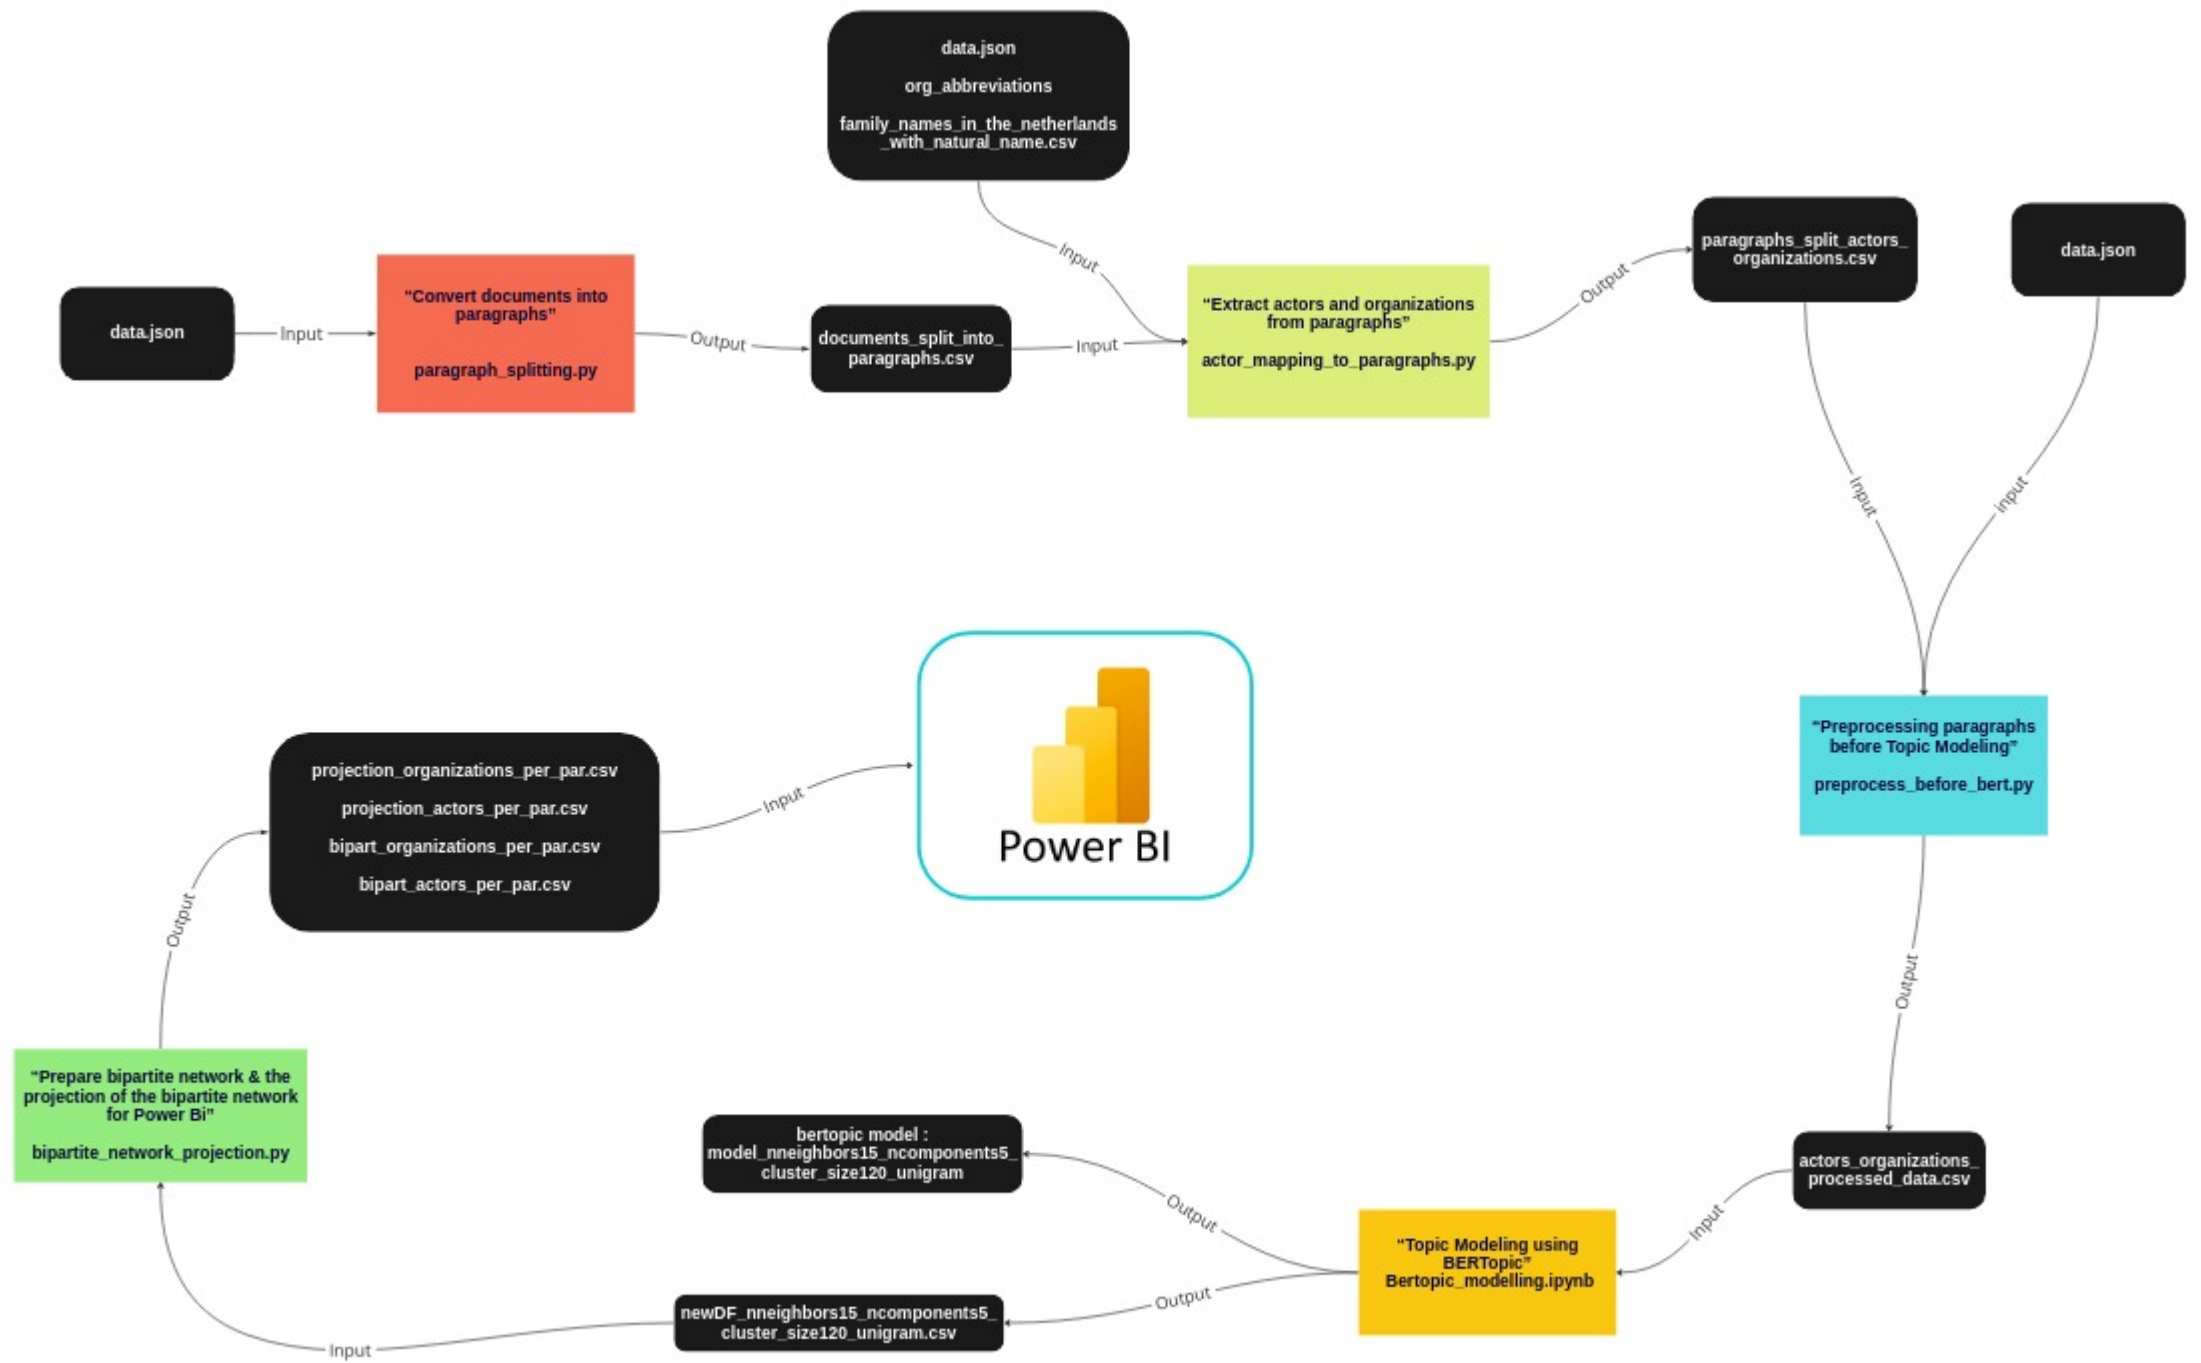 data.json
org_abbreviations
family_names_in_the_netherlands
_with_natural_name.csv
Input
data.json
Input
“Convert documents into
paragraphs”
paragraph_splitting.py
Output
documents_split_into_
paragraphs.csv
Input
“Extract actors and organizations
from paragraphs”
actor_mapping_to_paragraphs.py
Output
paragraphs_split_actors_
organizations.csv
data.json
Input
input
“Preprocessing paragraphs
before Topic Modeling”
preprocess_before_bert.py
Output
actors_organizations_
processed_data.csv
Input
“Topic Modeling using
BERTopic”
Bertopic_modelling.ipynb
Output
bertopic model :
model_nneighbors15_ncomponents5_
cluster_size120_unigram
Output
newDF_nneighbors15_ncomponents5_
cluster_size120_unigram.csv
Input
“Prepare bipartite network & the
projection of the bipartite network
for Power Bi”
bipartite_network_projection.py
Output
projection_organizations_per_par.csv
projection_actors_per_par.csv
bipart_organizations_per_par.csv
bipart_actors_per_par.csv
Input
Power BI